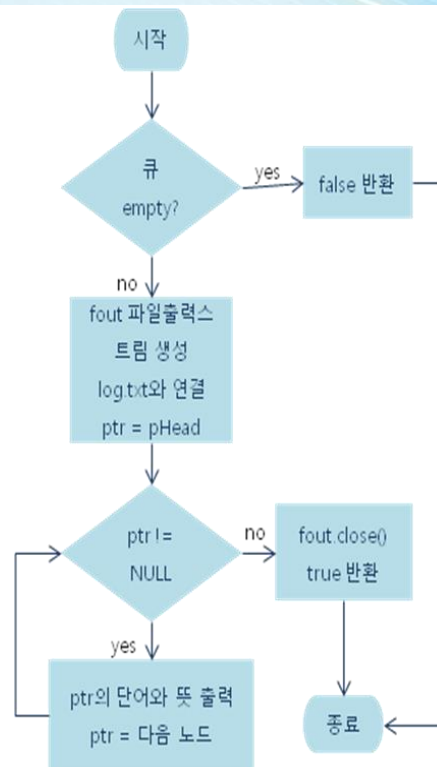 시작
큐
empty?
yes
false 반환
no
fout 파일출력스
트림 생성
log.txt와 연결
ptr = pHead
ptr !=
NULL
no
fout.close()
true 반환
yes
ptr의 단어와 뜻 출력
ptr = 다음 노드
종료